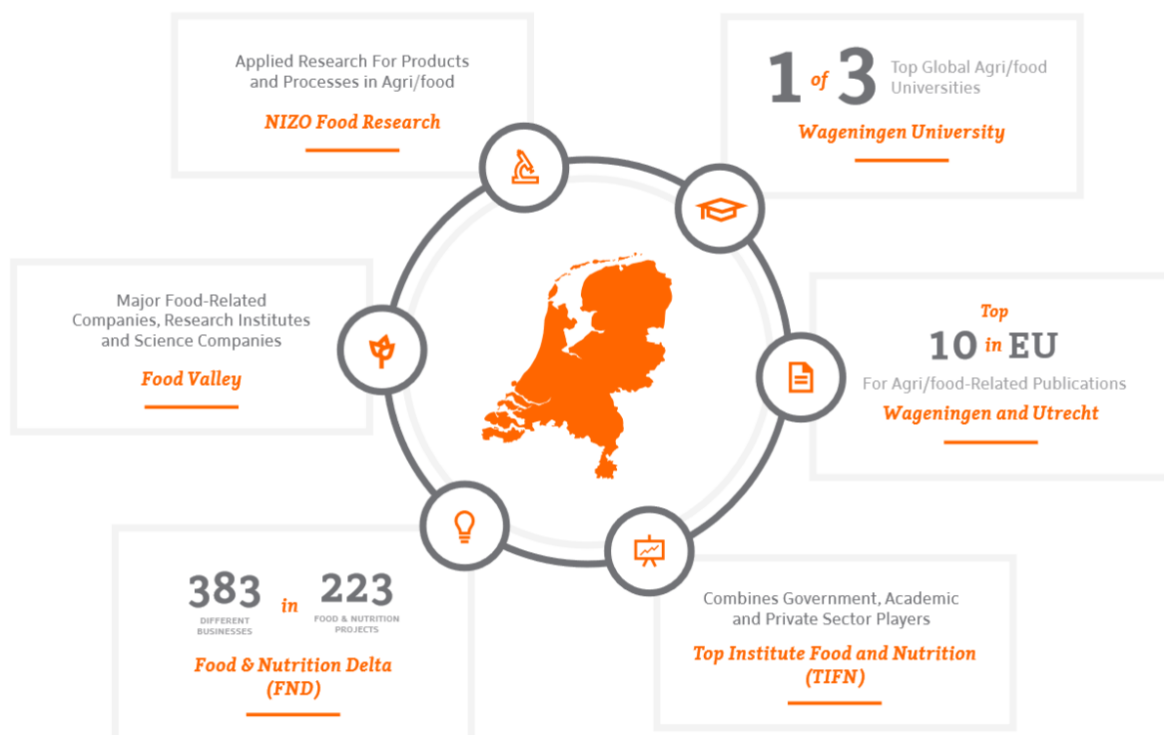 Applied Research For Products
and Processes in Agri/food
NIZO Food Research
1 of 3 Top Global Agri/food
Universities
Wageningen University
Major Food-Related
Companies, Research Institutes
and Science Companies
Food Valley
Top
10 in EU
For Agri/food-Related Publications
Wageningen and Utrecht
383 in 223
DIFFERENT
BUSINESSES
FOOD & NUTRITION
PROJECTS
Food & Nutrition Delta
(FND)
Combines Government, Academic
and Private Sector Players
Top Institute Food and Nutrition
(TIFN)